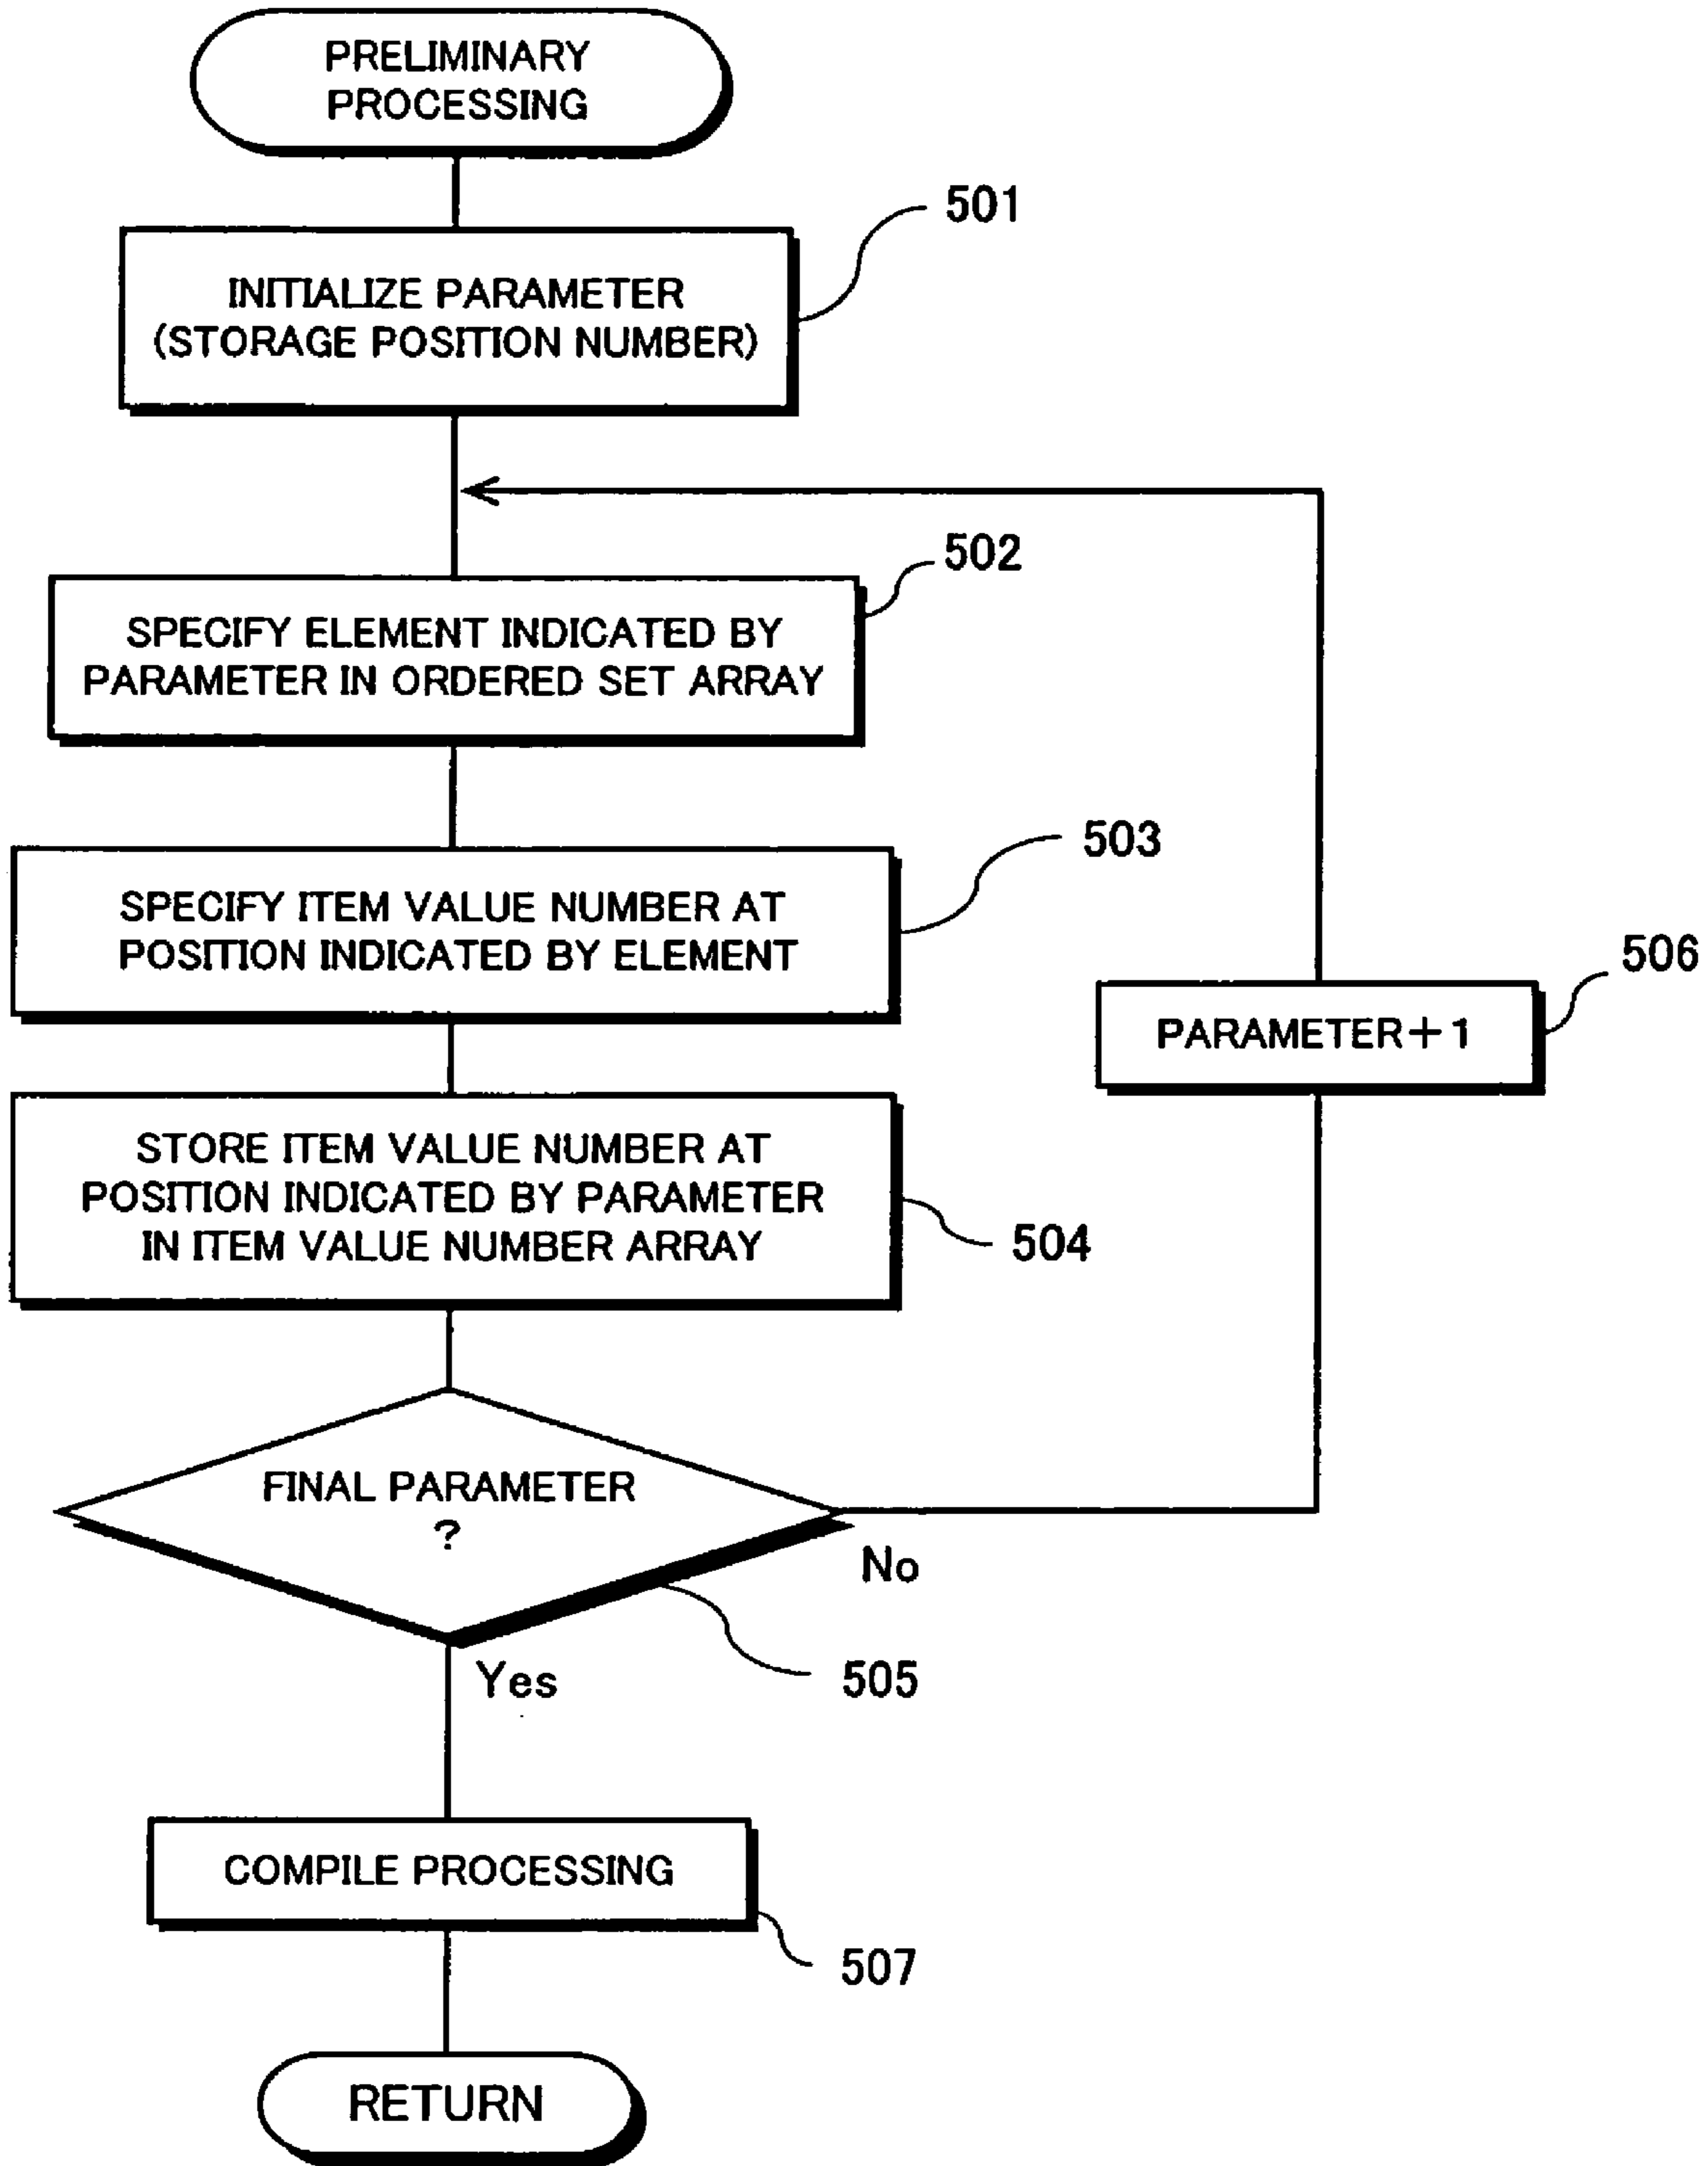 PRELIMINARY
PROCESSING
501
INITIALIZE PARAMETER
(STORAGE POSITION NUMBER)
502
SPECIFY ELEMENT INDICATED BY
PARAMETER IN ORDERED SET ARRAY
503
SPECIFY ITEM VALUE NUMBER AT
POSITION INDICATED BY ELEMENT
506
PARAMETER+1
STORE ITEM VALUE NUMBER AT
POSITION INDICATED BY PARAMETER
IN ITEM VALUE NUMBER ARRAY
504
FINAL PARAMETER
?
No
Yes
505
COMPILE PROCESSING
507
RETURN